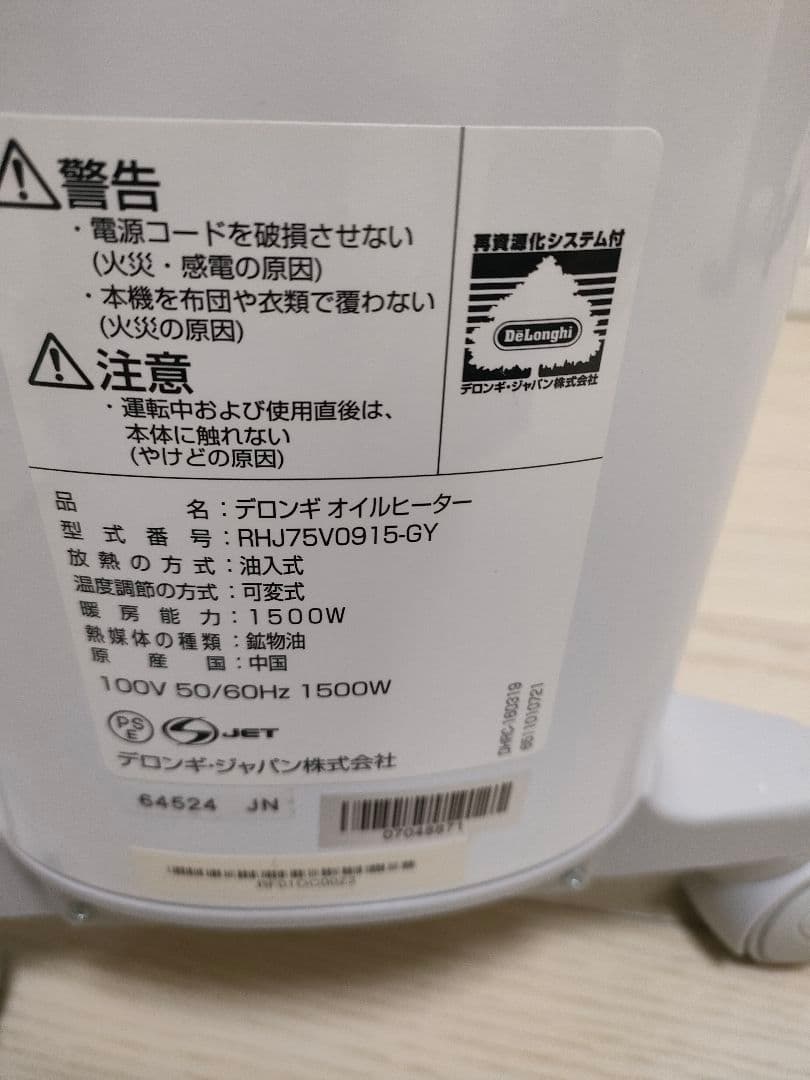 警告
・電源コードを破損させない
(火災・感電の原因)
・本機を布団や衣類で覆わない
(火災の原因)
注意
・運転中および使用直後は、
本体に触れない
(やけどの原因)
再資源化システム付
DeLonghi
デロンギ・ジャパン株式会社
品名：デロンギ オイルヒーター
型式番号：RHJ75V0915-GY
放熱の方式：油入式
温度調節の方式：可変式
暖房能力：1500W
熱媒体の種類：鉱物油
原産国：中国
100V 50/60Hz 1500W
PSE JET
デロンギ・ジャパン株式会社
DHRC-160319
6511010721
64524 JN
07048871